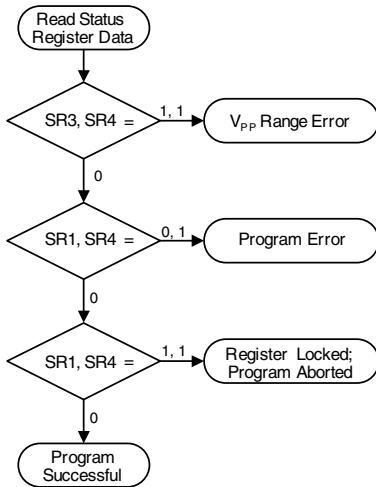 Read Status
Register Data
SR3, SR4 =
1, 1
VPP Range Error
0
SR1, SR4 =
0, 1
Program Error
0
SR1, SR4 =
1, 1
Register Locked;
Program Aborted
0
Program
Successful